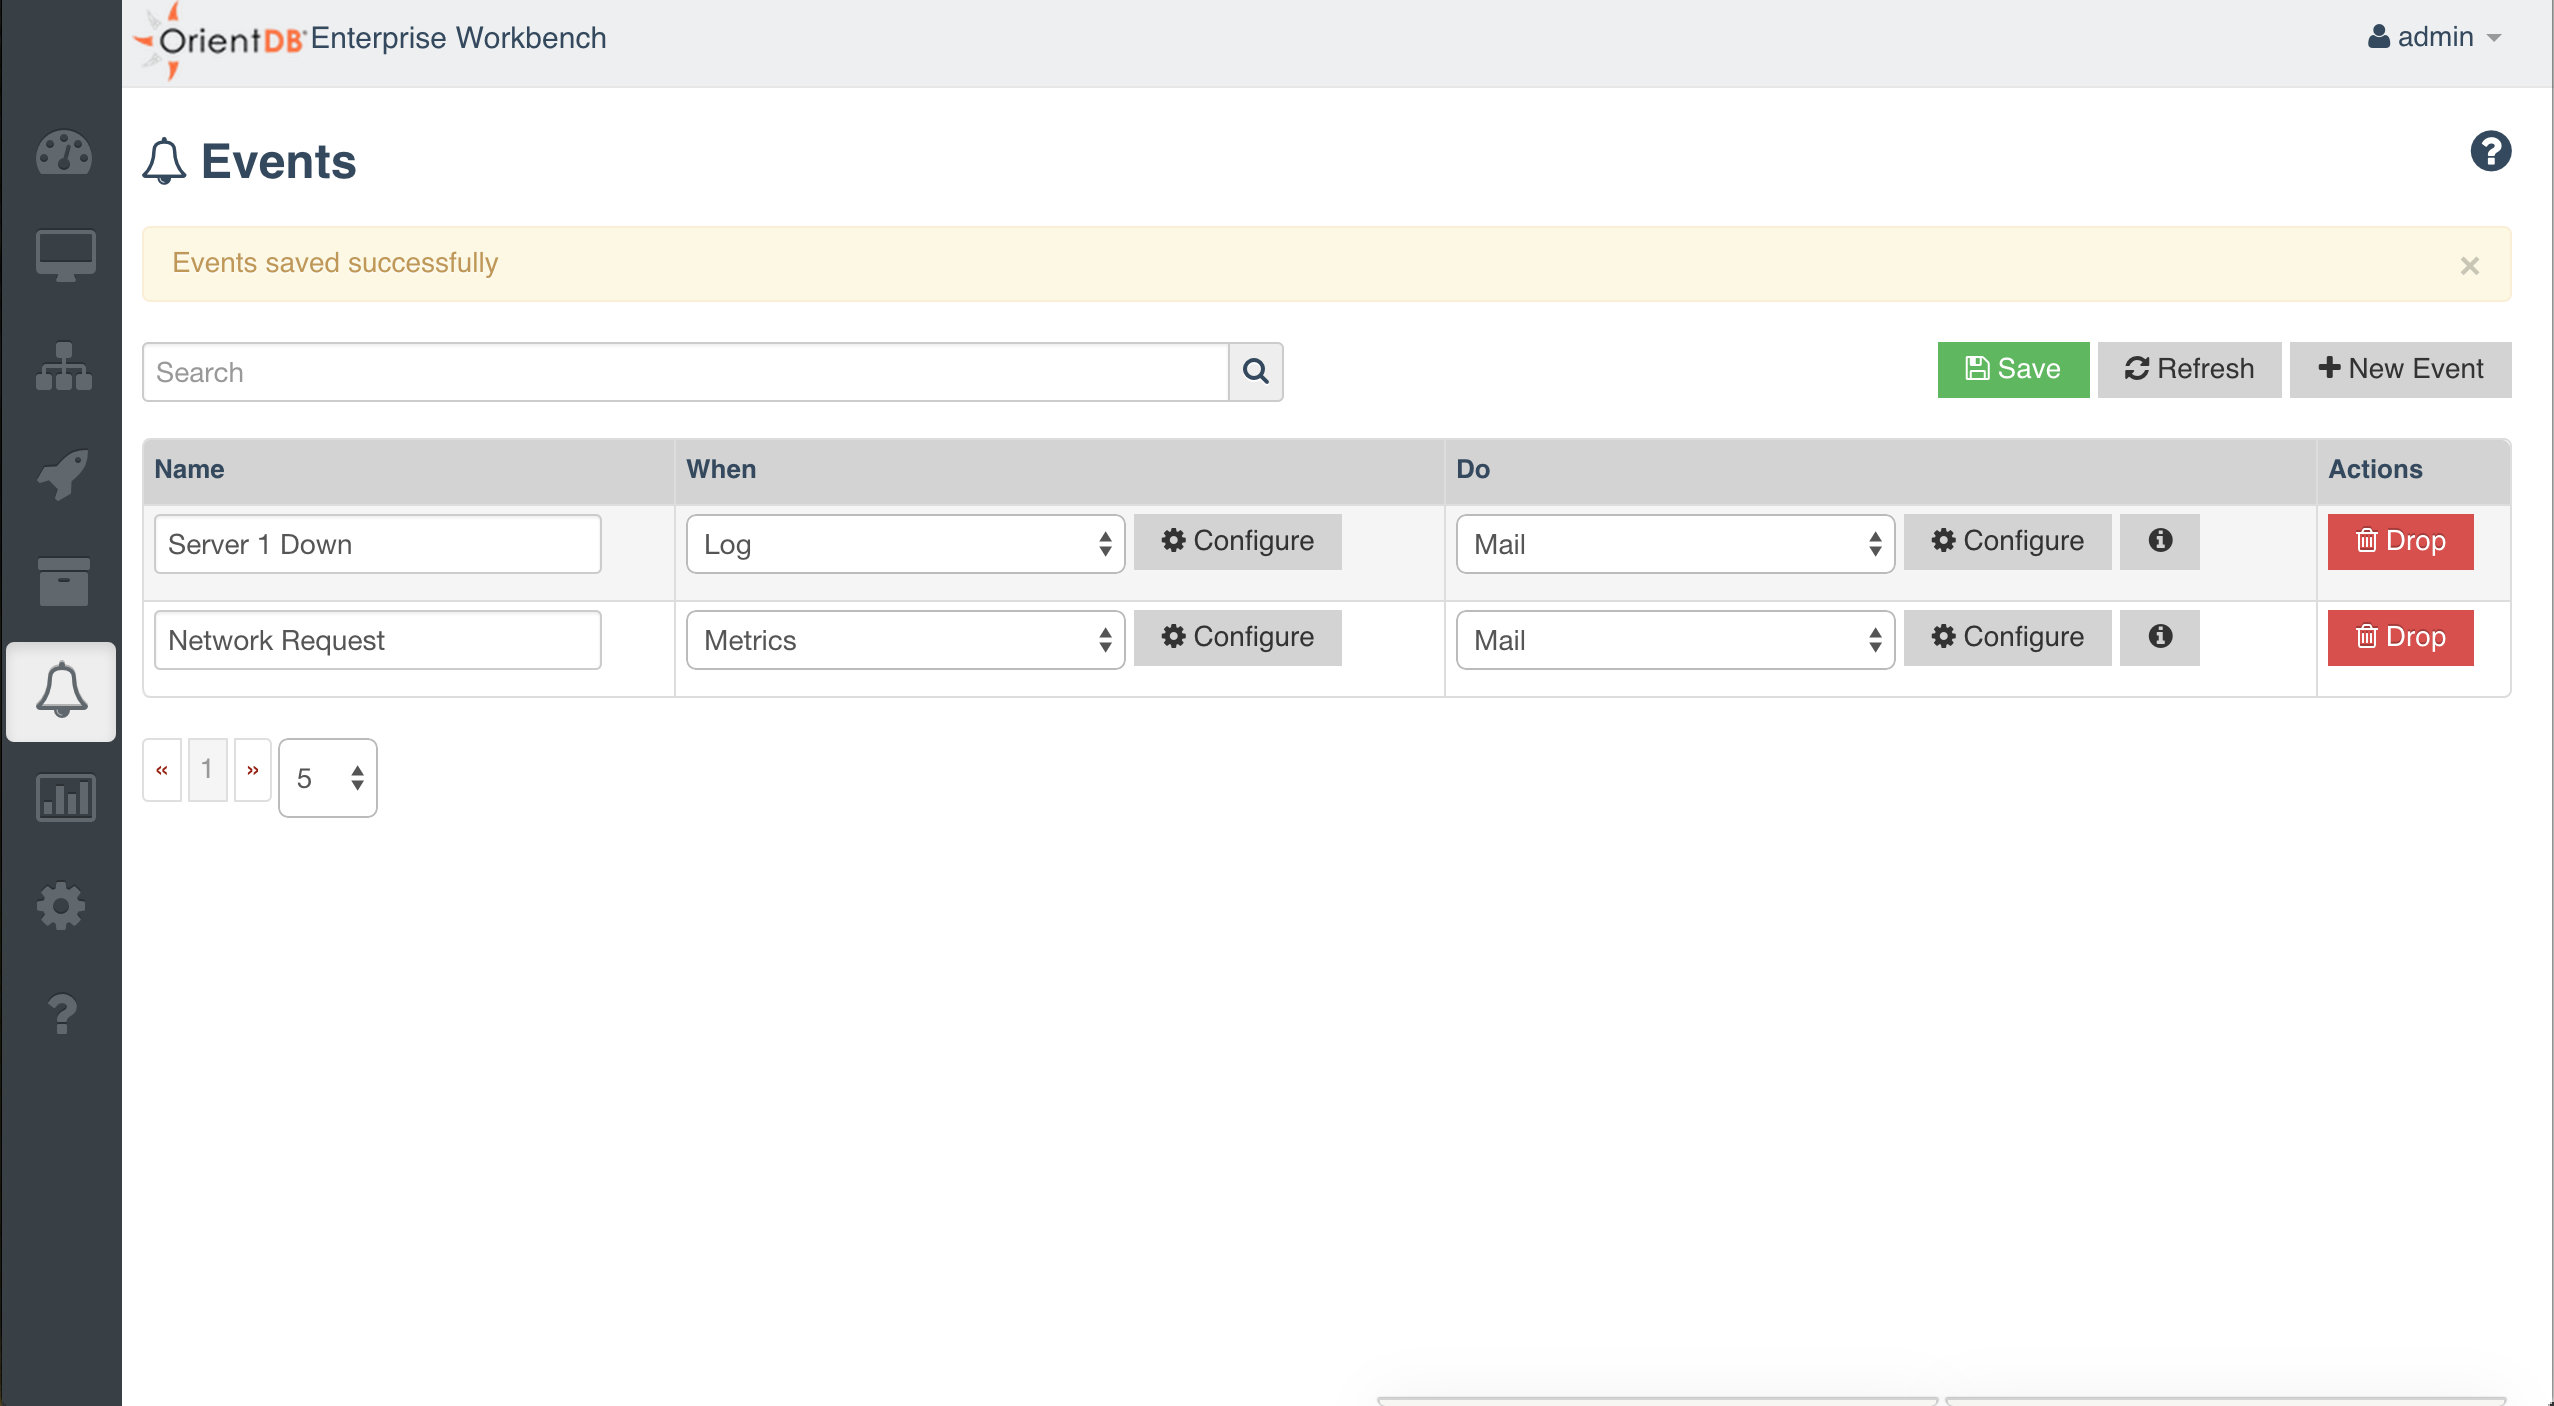 OrientDB® Enterprise Workbench
admin
Events
Events saved successfully
×
Search
Save Refresh New Event
Name When Do Actions
Server 1 Down Log Configure Mail Configure Drop
Network Request Metrics Configure Mail Configure Drop
« 1 » 5